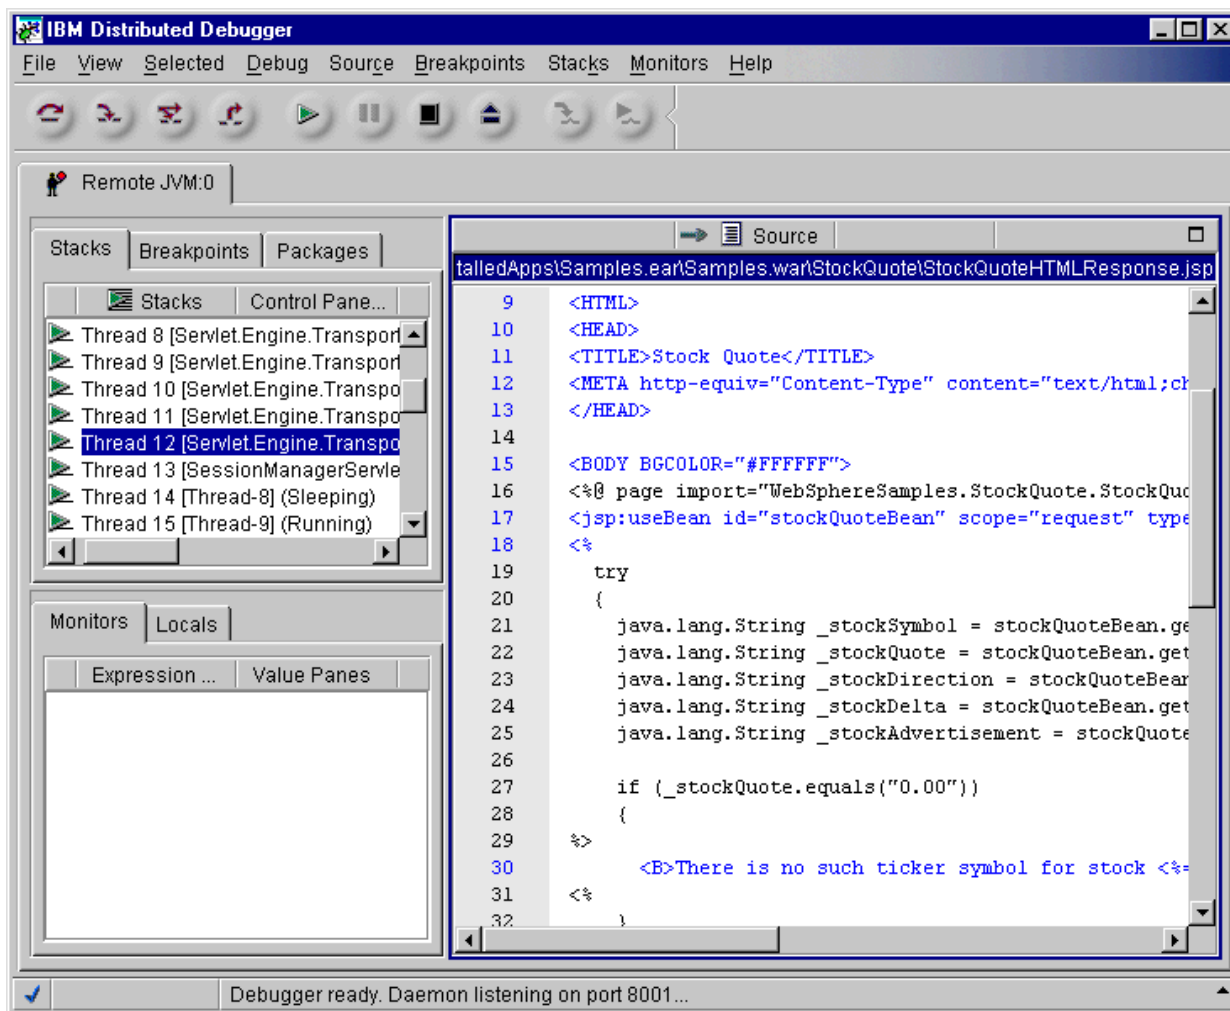 IBM Distributed Debugger
File View Selected Debug Source Breakpoints Stacks Monitors Help
Remote JVM:0
Stacks Breakpoints Packages
Stacks Control Pane...
Thread 8 [Servlet.Engine.Transport
Thread 9 [Servlet.Engine.Transport
Thread 10 [Servlet.Engine.Transpo
Thread 11 [Servlet.Engine.Transpo
Thread 12 [Servlet.Engine.Transpo
Thread 13 [SessionManagerServle
Thread 14 [Thread-8] (Sleeping)
Thread 15 [Thread-9] (Running)
Monitors Locals
Expression ... Value Panes
Source
talledApps\Samples.ear\Samples.war\StockQuote\StockQuoteHTMLResponse.jsp
9 <HTML>
10 <HEAD>
11 <TITLE>Stock Quote</TITLE>
12 <META http-equiv="Content-Type" content="text/html;ch
13 </HEAD>
14
15 <BODY BGCOLOR="#FFFFFF">
16 <%@ page import="WebSphereSamples.StockQuote.StockQuo
17 <jsp:useBean id="stockQuoteBean" scope="request" type
18 <%
19 try
20 {
21 java.lang.String _stockSymbol = stockQuoteBean.ge
22 java.lang.String _stockQuote = stockQuoteBean.get
23 java.lang.String _stockDirection = stockQuoteBean
24 java.lang.String _stockDelta = stockQuoteBean.get
25 java.lang.String _stockAdvertisement = stockQuote
26
27 if (_stockQuote.equals("0.00"))
28 {
29 %>
30 <B>There is no such ticker symbol for stock <%=
31 <%
32 }
Debugger ready. Daemon listening on port 8001...